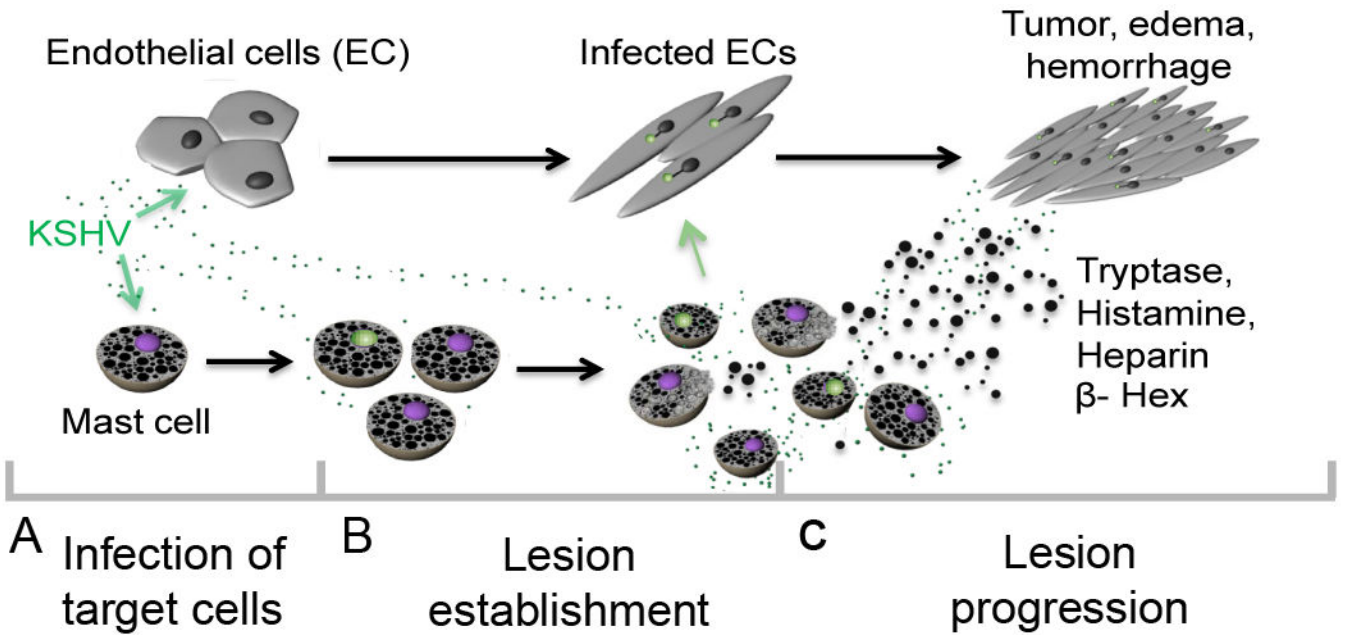 Endothelial cells (EC)
Infected ECs
Tumor, edema,
hemorrhage
KSHV
Mast cell
Tryptase,
Histamine,
Heparin
β- Hex
A
Infection of
target cells
B
Lesion
establishment
C
Lesion
progression